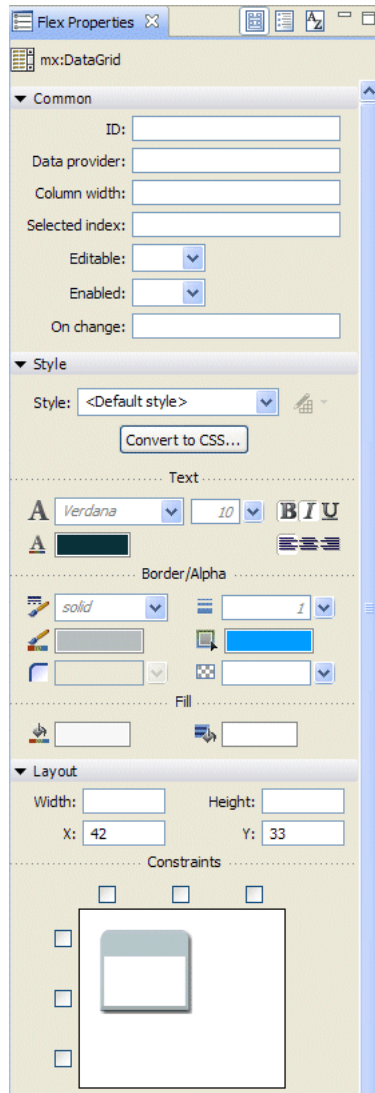 Flex Properties
mx:DataGrid
Common
ID:
Data provider:
Column width:
Selected index:
Editable:
Enabled:
On change:
Style
Style: <Default style>
Convert to CSS...
Text
A Verdana 10 B I U
A
Border/Alpha
solid 1
Fill
Layout
Width: Height:
X: 42 Y: 33
Constraints